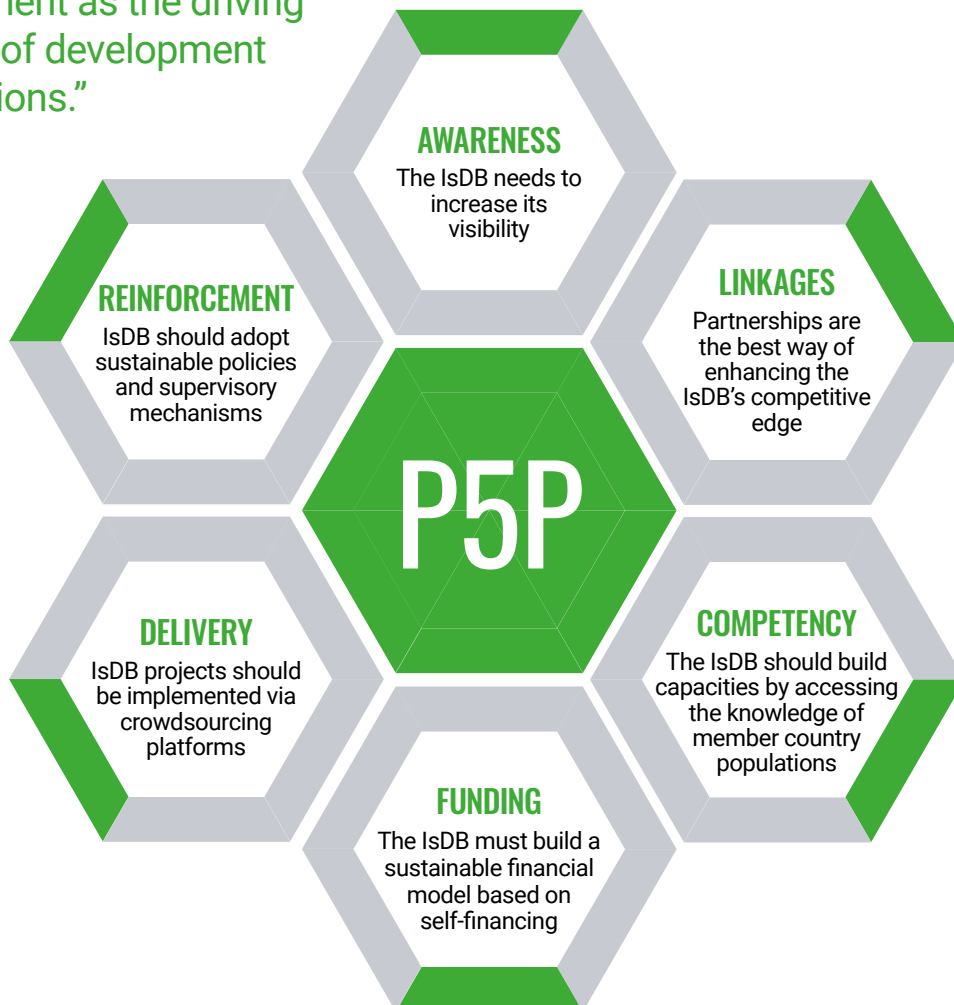 as the driving
of development
AWARENESS
The IsDB needs to
increase its
visibility
LINKAGES
Partnerships are
the best way of
enhancing the
IsDB's competitive
edge
COMPETENCY
The IsDB should build
capacities by accessing
the knowledge of
member country
populations
FUNDING
The IsDB must build a
sustainable financial
model based on
self-financing
DELIVERY
IsDB projects should
be implemented via
crowdsourcing
platforms
REINFORCEMENT
IsDB should adopt
sustainable policies
and supervisory
mechanisms
P5P